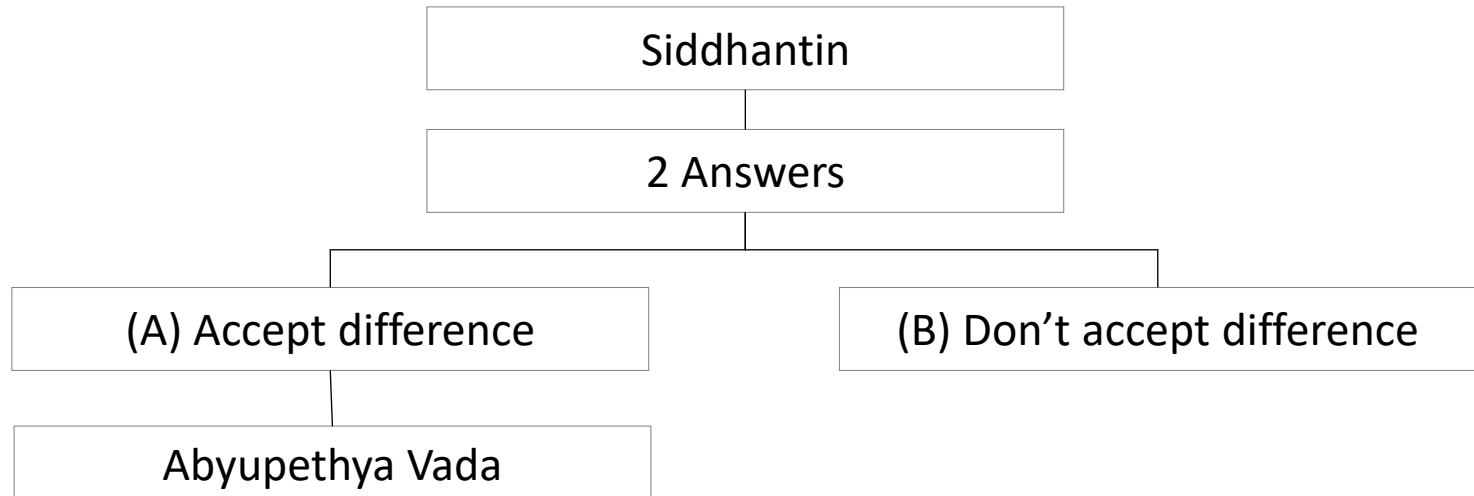 Siddhantin
2 Answers
(A) Accept difference
(B) Don’t accept difference
Abyupethya Vada